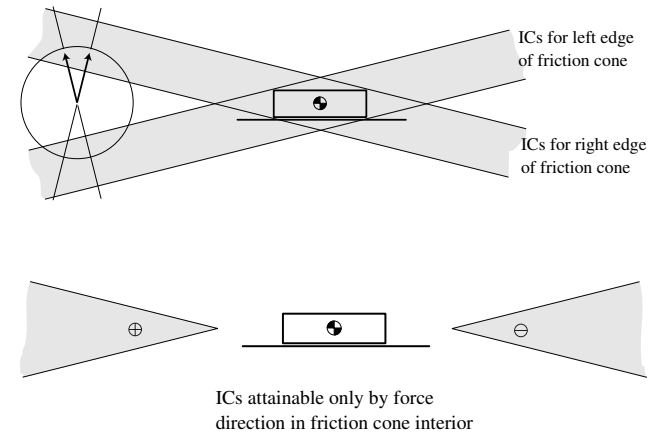 ICs for left edge
of friction cone
ICs for right edge
of friction cone
ICs attainable only by force
direction in friction cone interior